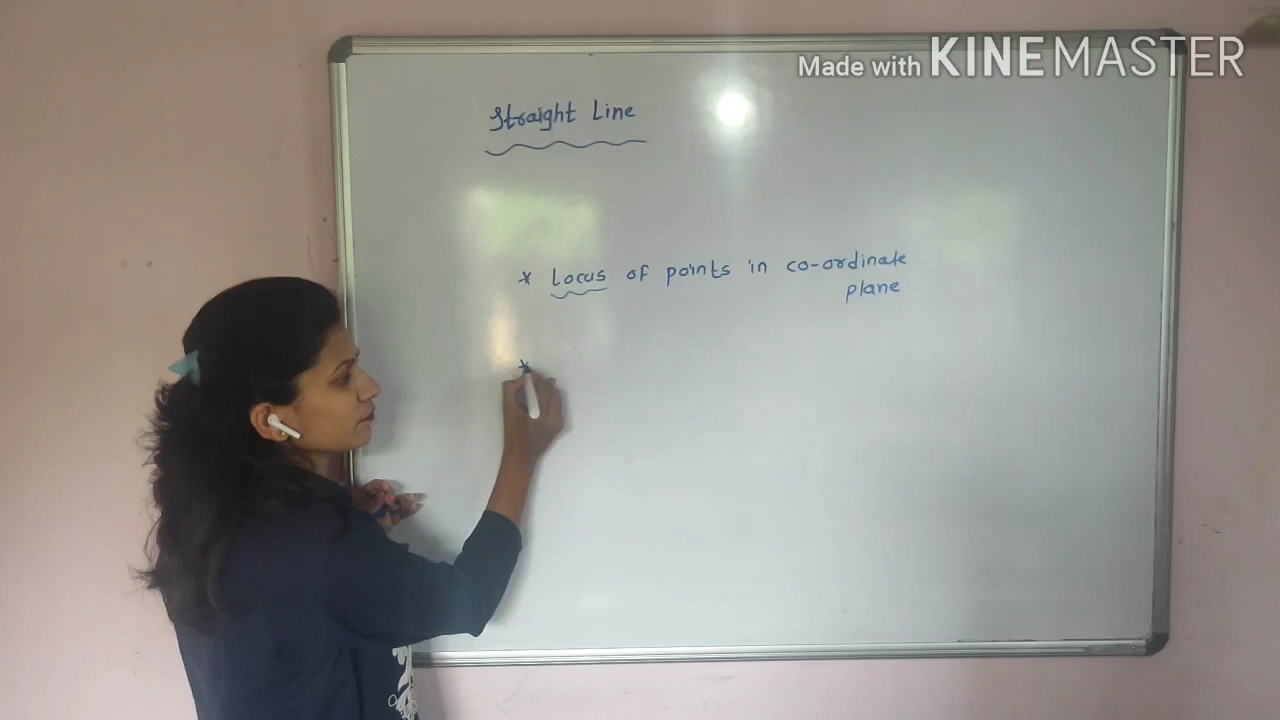 Made with KINEMASTER
Straight Line
* Locus of points in co-ordinate
plane
*